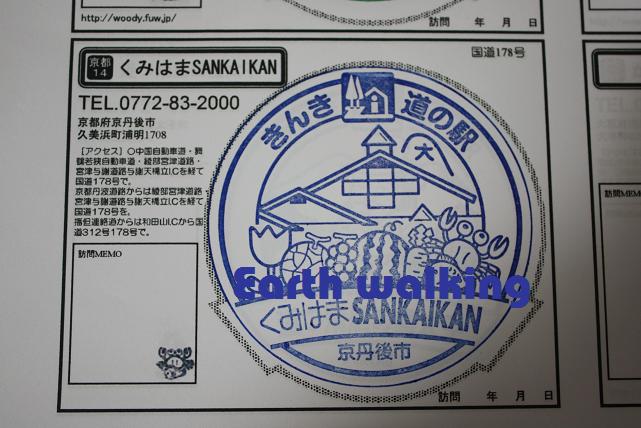 http://woody.fuw.jp/
訪問 年 月 日
国道178号
京都
14
くみはまSANKAIKAN
TEL.0772-83-2000
京都府京丹後市
久美浜町浦明1708
[アクセス]○中国自動車道・舞
鶴若狭自動車道・綾部宮津道路・
宮津与謝道路与謝天橋立I.Cを経て
国道178号で。
京都丹波道路からは綾部宮津道路
宮津与謝道路与謝天橋立I.Cを経て
国道178号を。
播但連絡道からは和田山I.Cから国
道312号178号で。
訪問MEMO
きんき 道の駅
大
Earth walking
くみはまSANKAIKAN
京丹後市
訪問 年 月 日
訪問MEMO